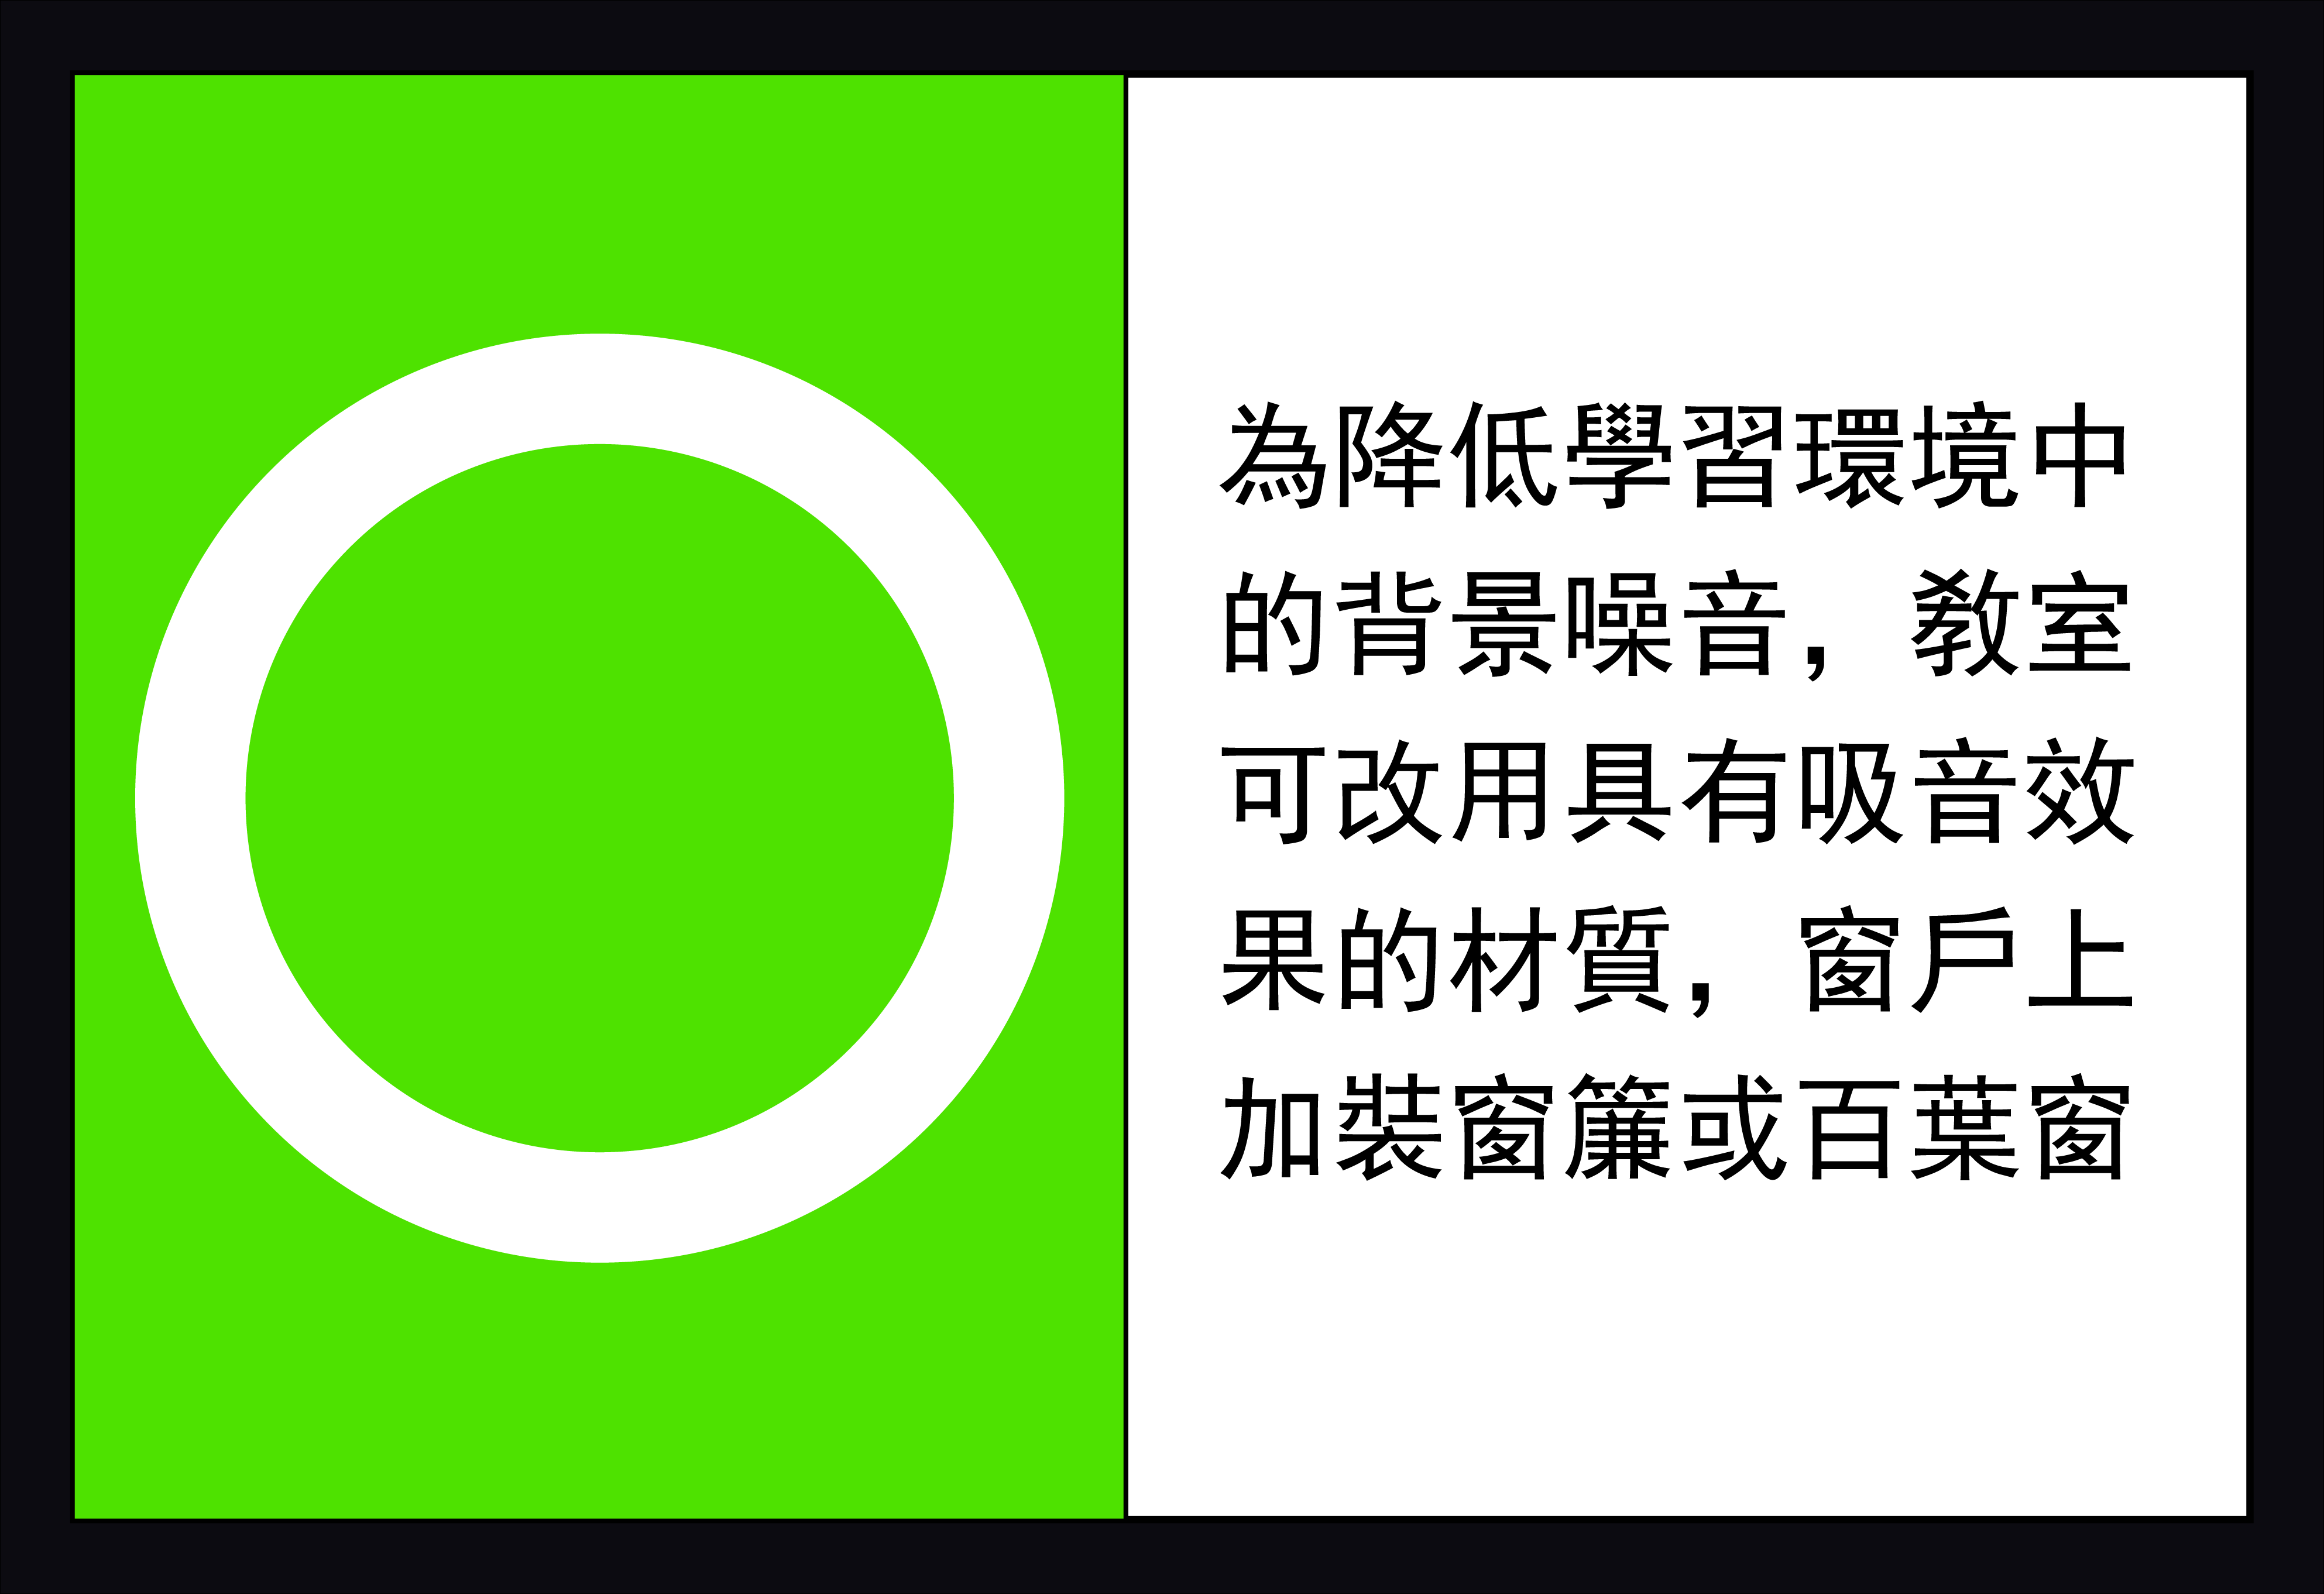 為降低學習環境中
的背景噪音，教室
可改用具有吸音效
果的材質，窗戶上
加裝窗簾或百葉窗